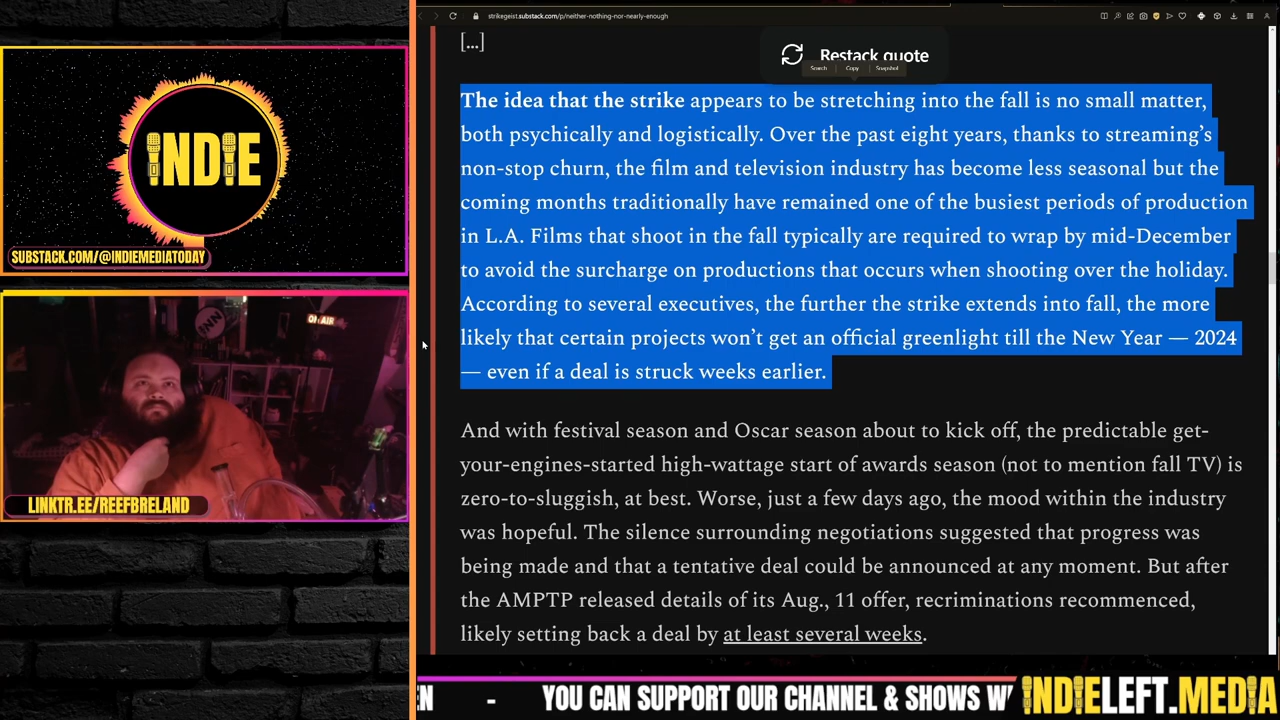 strikegeist.substack.com/p/neither-nothing-nor-nearly-enough
[...]
Restack quote
Search
Copy
Snapshot
The idea that the strike appears to be stretching into the fall is no small matter,
both psychically and logistically. Over the past eight years, thanks to streaming’s
non-stop churn, the film and television industry has become less seasonal but the
coming months traditionally have remained one of the busiest periods of production
in L.A. Films that shoot in the fall typically are required to wrap by mid-December
to avoid the surcharge on productions that occurs when shooting over the holiday.
According to several executives, the further the strike extends into fall, the more
likely that certain projects won’t get an official greenlight till the New Year — 2024
— even if a deal is struck weeks earlier.
And with festival season and Oscar season about to kick off, the predictable get-
your-engines-started high-wattage start of awards season (not to mention fall TV) is
zero-to-sluggish, at best. Worse, just a few days ago, the mood within the industry
was hopeful. The silence surrounding negotiations suggested that progress was
being made and that a tentative deal could be announced at any moment. But after
the AMPTP released details of its Aug., 11 offer, recriminations recommenced,
likely setting back a deal by at least several weeks.
INDIE
SUBSTACK.COM/@INDIEMEDIATODAY
INN
ON AIR
LINKTR.EE/REEFBRELAND
EN - YOU CAN SUPPORT OUR CHANNEL & SHOWS W
INDIELEFT.MEDIA